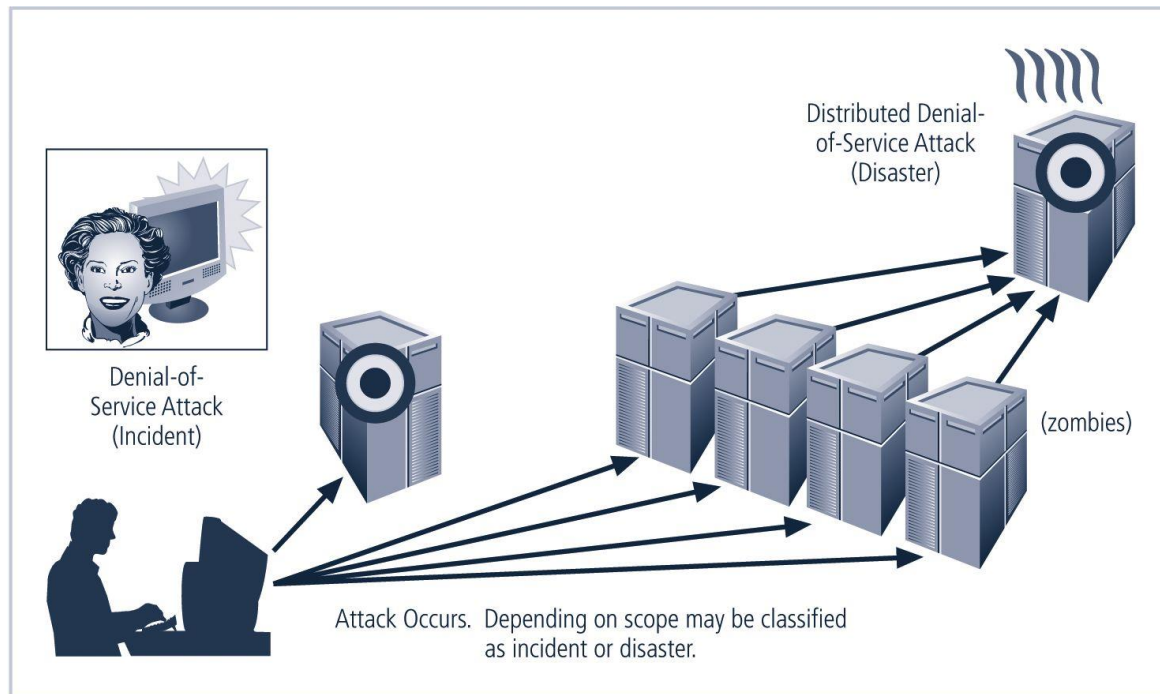 Distributed Denial-
of-Service Attack
(Disaster)
Denial-of-
Service Attack
(Incident)
(zombies)
Attack Occurs. Depending on scope may be classified
as incident or disaster.